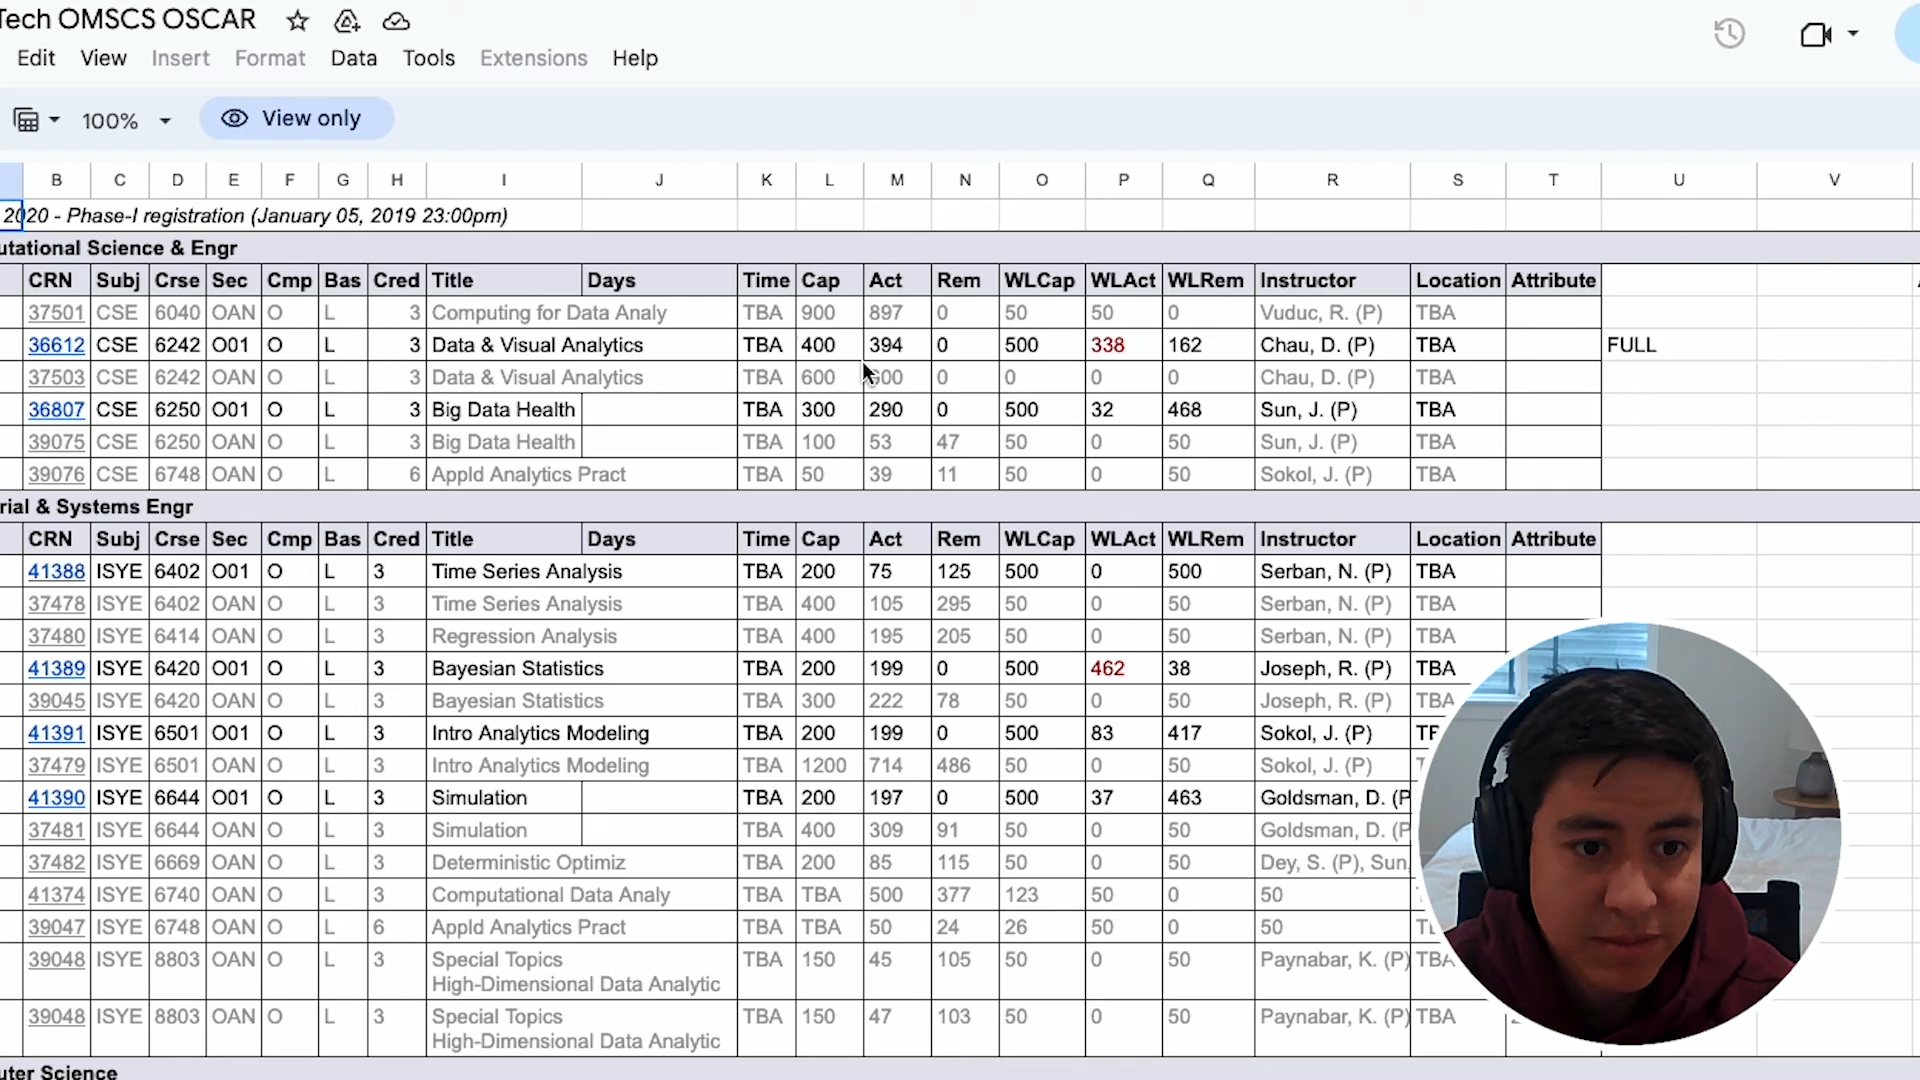 Tech OMSCS OSCAR
Edit View Insert Format Data Tools Extensions Help
100% View only
B C D E F G H I J K L M N O P Q R S T U V
2020 - Phase-I registration (January 05, 2019 23:00pm)
utational Science & Engr
CRN Subj Crse Sec Cmp Bas Cred Title Days Time Cap Act Rem WLCap WLAct WLRem Instructor Location Attribute
37501 CSE 6040 OAN O L 3 Computing for Data Analy TBA 900 897 0 50 50 0 Vuduc, R. (P) TBA
36612 CSE 6242 O01 O L 3 Data & Visual Analytics TBA 400 394 0 500 338 162 Chau, D. (P) TBA FULL
37503 CSE 6242 OAN O L 3 Data & Visual Analytics TBA 600 00 0 0 0 0 Chau, D. (P) TBA
36807 CSE 6250 O01 O L 3 Big Data Health TBA 300 290 0 500 32 468 Sun, J. (P) TBA
39075 CSE 6250 OAN O L 3 Big Data Health TBA 100 53 47 50 0 50 Sun, J. (P) TBA
39076 CSE 6748 OAN O L 6 Appld Analytics Pract TBA 50 39 11 50 0 50 Sokol, J. (P) TBA
rial & Systems Engr
CRN Subj Crse Sec Cmp Bas Cred Title Days Time Cap Act Rem WLCap WLAct WLRem Instructor Location Attribute
41388 ISYE 6402 O01 O L 3 Time Series Analysis TBA 200 75 125 500 0 500 Serban, N. (P) TBA
37478 ISYE 6402 OAN O L 3 Time Series Analysis TBA 400 105 295 50 0 50 Serban, N. (P) TBA
37480 ISYE 6414 OAN O L 3 Regression Analysis TBA 400 195 205 50 0 50 Serban, N. (P) TBA
41389 ISYE 6420 O01 O L 3 Bayesian Statistics TBA 200 199 0 500 462 38 Joseph, R. (P) TBA
39045 ISYE 6420 OAN O L 3 Bayesian Statistics TBA 300 222 78 50 0 50 Joseph, R. (P) TBA
41391 ISYE 6501 O01 O L 3 Intro Analytics Modeling TBA 200 199 0 500 83 417 Sokol, J. (P)
37479 ISYE 6501 OAN O L 3 Intro Analytics Modeling TBA 1200 714 486 50 0 50 Sokol, J. (P)
41390 ISYE 6644 O01 O L 3 Simulation TBA 200 197 0 500 37 463 Goldsman, D. (P
37481 ISYE 6644 OAN O L 3 Simulation TBA 400 309 91 50 0 50 Goldsman, D. (P
37482 ISYE 6669 OAN O L 3 Deterministic Optimiz TBA 200 85 115 50 0 50 Dey, S. (P), Sun,
41374 ISYE 6740 OAN O L 3 Computational Data Analy TBA TBA 500 377 123 50 0 50
39047 ISYE 6748 OAN O L 6 Appld Analytics Pract TBA TBA 50 24 26 50 0 50
39048 ISYE 8803 OAN O L 3 Special Topics TBA 150 45 105 50 0 50 Paynabar, K. (P) TBA
High-Dimensional Data Analytic
39048 ISYE 8803 OAN O L 3 Special Topics TBA 150 47 103 50 0 50 Paynabar, K. (P) TBA
High-Dimensional Data Analytic
uter Science